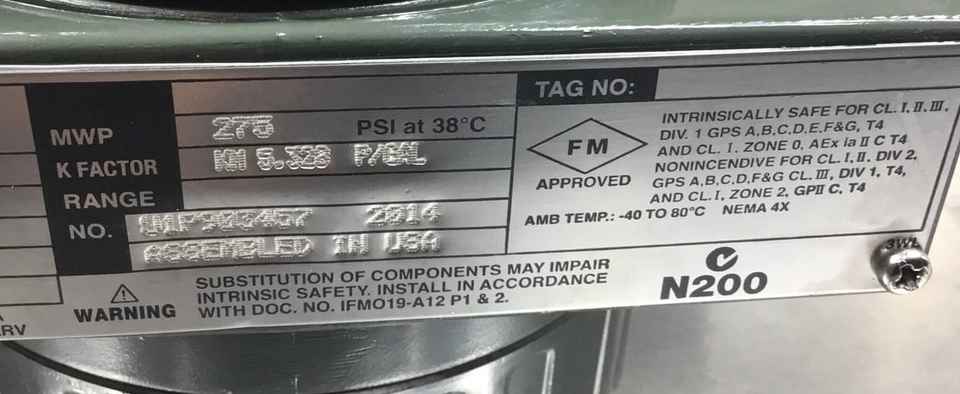 MWP 275 PSI at 38°C
K FACTOR KM 5.328 P/GAL
RANGE
NO. 2014
ASSEMBLED IN USA
WARNING
SUBSTITUTION OF COMPONENTS MAY IMPAIR
INTRINSIC SAFETY. INSTALL IN ACCORDANCE
WITH DOC. NO. IFMO19-A12 P1 & 2.
TAG NO:
FM
APPROVED
INTRINSICALLY SAFE FOR CL. I. II. III.
DIV. 1 GPS A,B,C,D,E,F&G, T4
AND CL. I. ZONE 0, AEx ia II C T4
NONINCENDIVE FOR CL. I,II. DIV 2,
GPS A,B,C,D,F&G CL. III, DIV 1, T4,
AND CL.I, ZONE 2, GPII C, T4
AMB TEMP.: -40 TO 80°C NEMA 4X
N200
3WL
RV